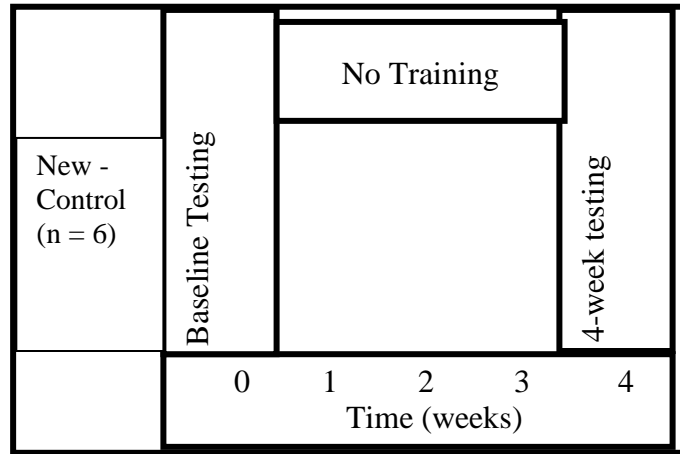 No Training
New -
Control
(n = 6)
Baseline Testing
4-week testing
0 1 2 3 4
Time (weeks)